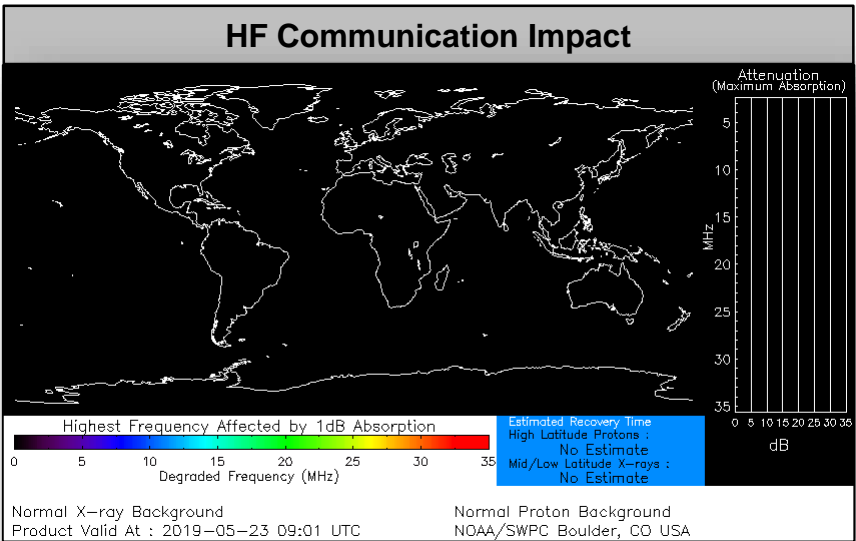 HF Communication Impact
Attenuation
(Maximum Absorption)
5
10
15
20
25
30
35
MHz
0 5 10 15 20 25 30 35
dB
Highest Frequency Affected by 1dB Absorption
0 5 10 15 20 25 30 35
Degraded Frequency (MHz)
Estimated Recovery Time
High Latitude Protons :
No Estimate
Mid/Low Latitude X-rays :
No Estimate
Normal X-ray Background
Normal Proton Background
Product Valid At : 2019-05-23 09:01 UTC
NOAA/SWPC Boulder, CO USA